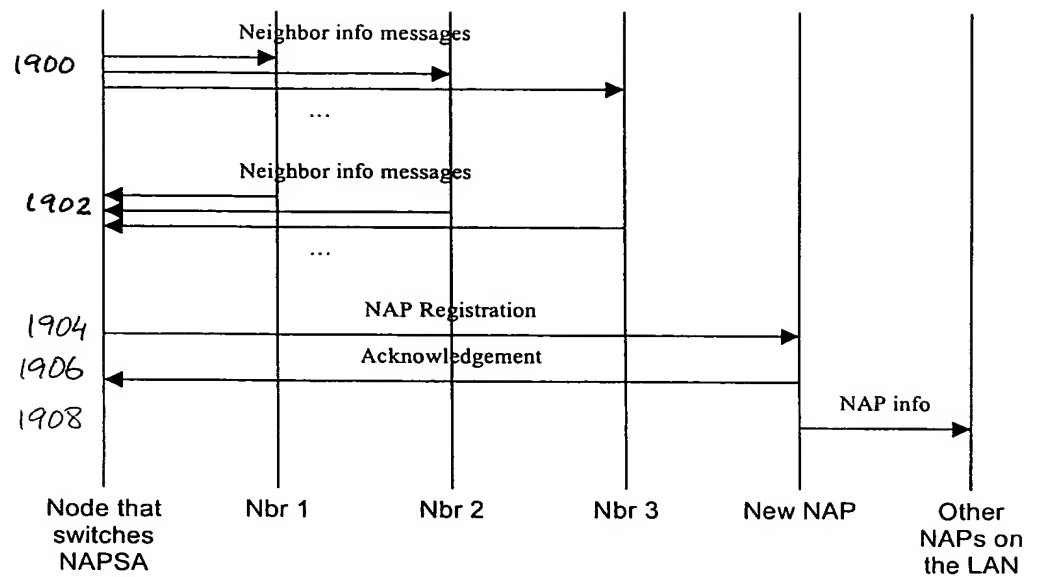 Neighbor info messages
1900
...
Neighbor info messages
1902
...
NAP Registration
1904
Acknowledgement
1906
NAP info
1908
Node that switches NAPSA
Nbr 1
Nbr 2
Nbr 3
New NAP
Other NAPs on the LAN